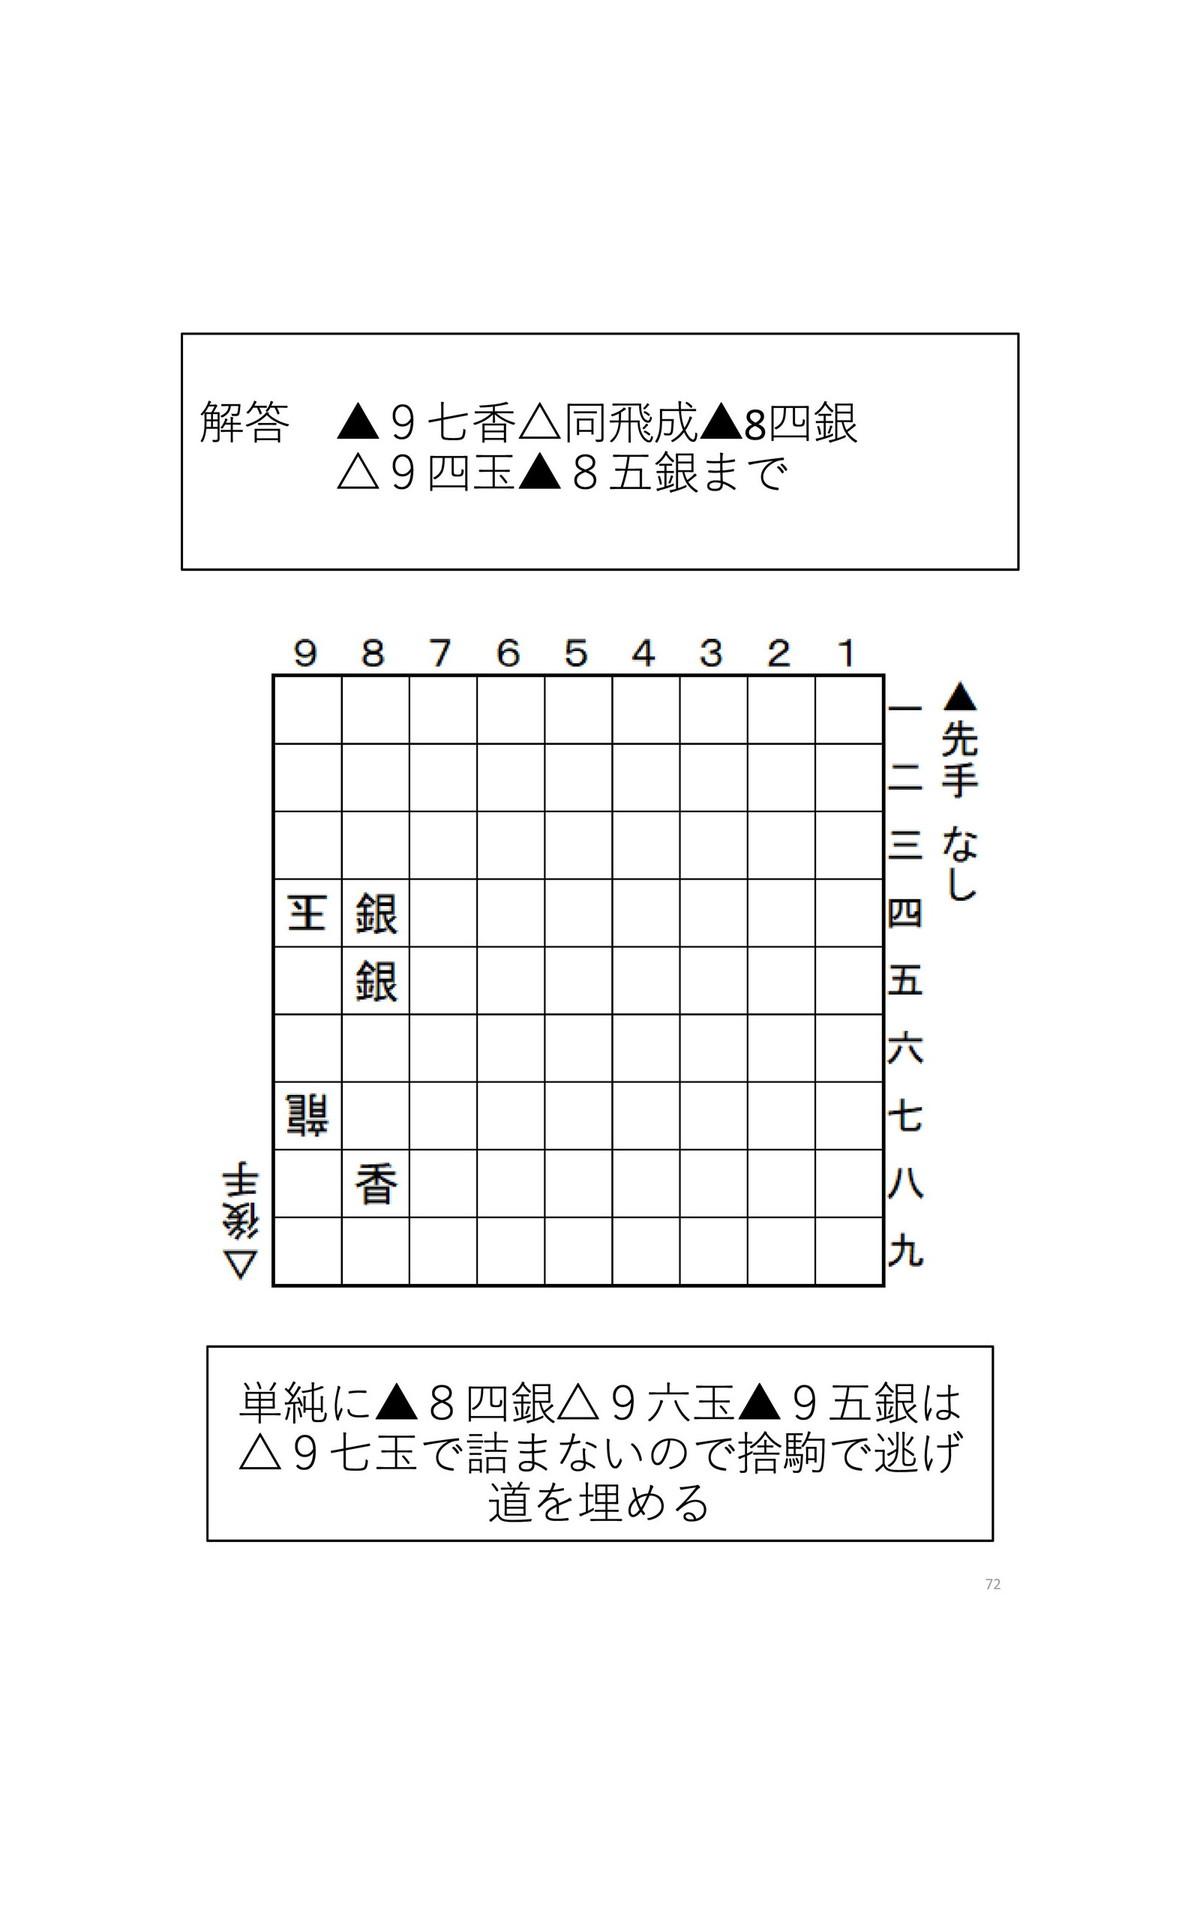 解答　▲９七香△同飛成▲8四銀
△９四玉▲８五銀まで
９ ８ ７ ６ ５ ４ ３ ２ １
一
二
三
王 銀 四
銀 五
六
龍 七
香 八
九
▲先手 なし
△後手
単純に▲８四銀△９六玉▲９五銀は
△９七玉で詰まないので捨駒で逃げ
道を埋める
72